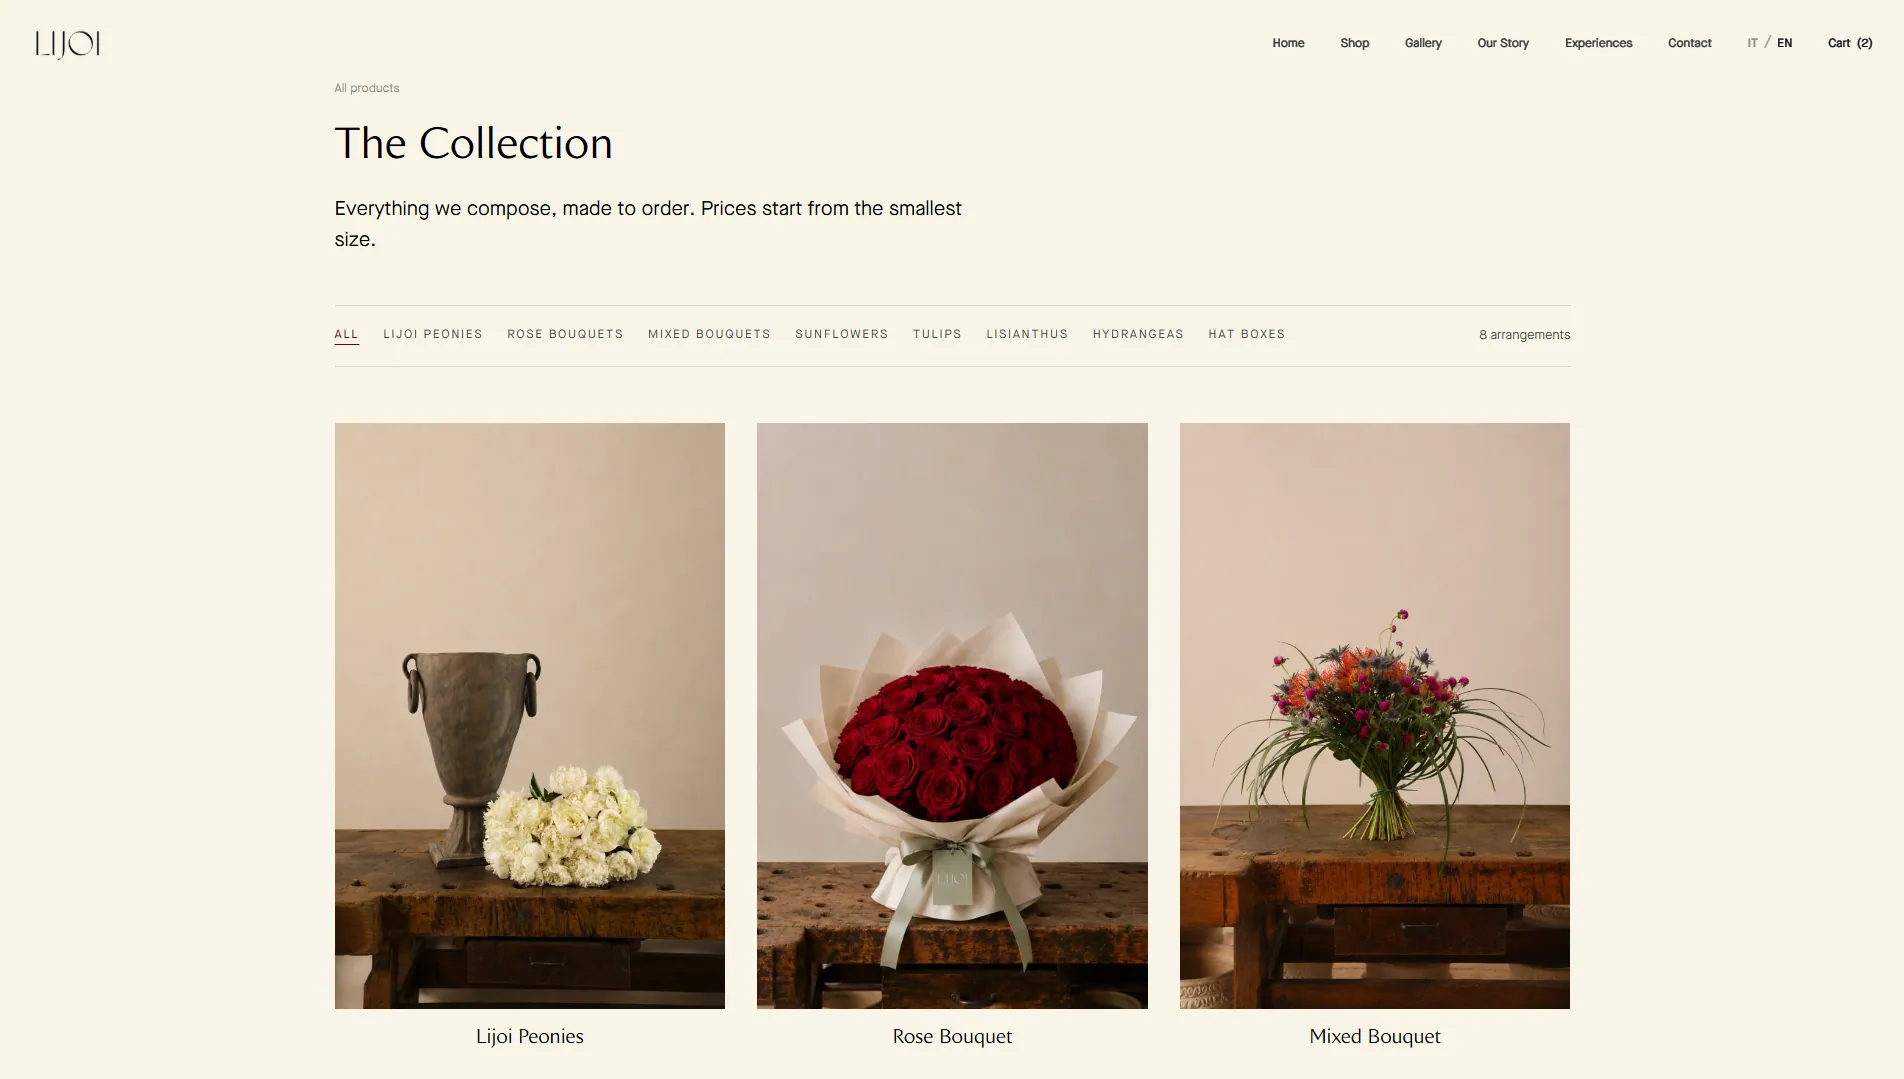 LIJOI
Home Shop Gallery Our Story Experiences Contact IT / EN Cart (2)
All products
The Collection
Everything we compose, made to order. Prices start from the smallest
size.
ALL LIJOI PEONIES ROSE BOUQUETS MIXED BOUQUETS SUNFLOWERS TULIPS LISIANTHUS HYDRANGEAS HAT BOXES 8 arrangements
LIJOI
Lijoi Peonies Rose Bouquet Mixed Bouquet